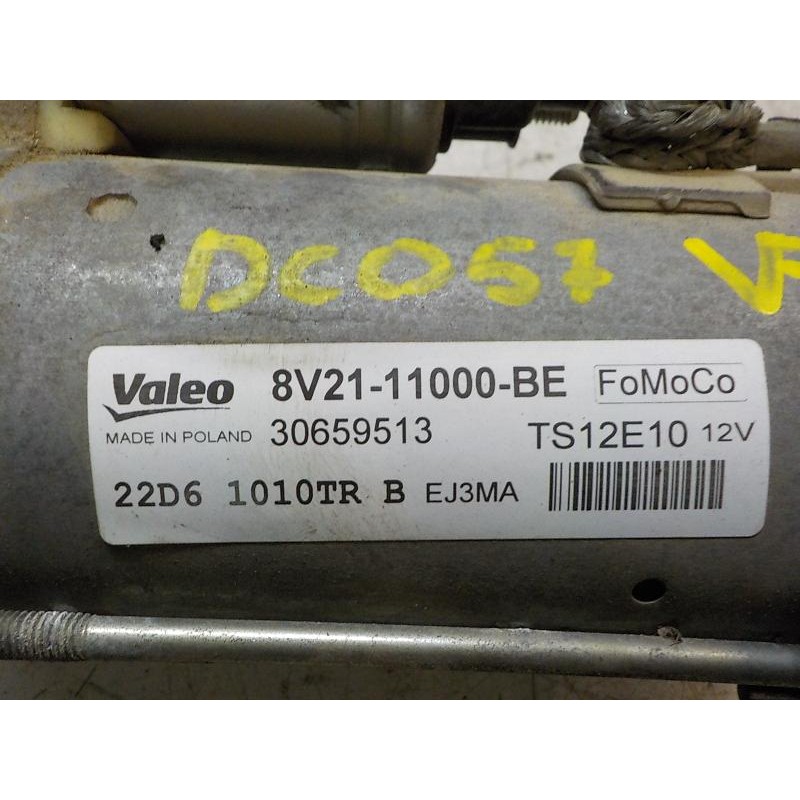 DC057
Valeo 8V21-11000-BE FoMoCo
MADE IN POLAND 30659513 TS12E10 12V
22D6 1010TR B EJ3MA